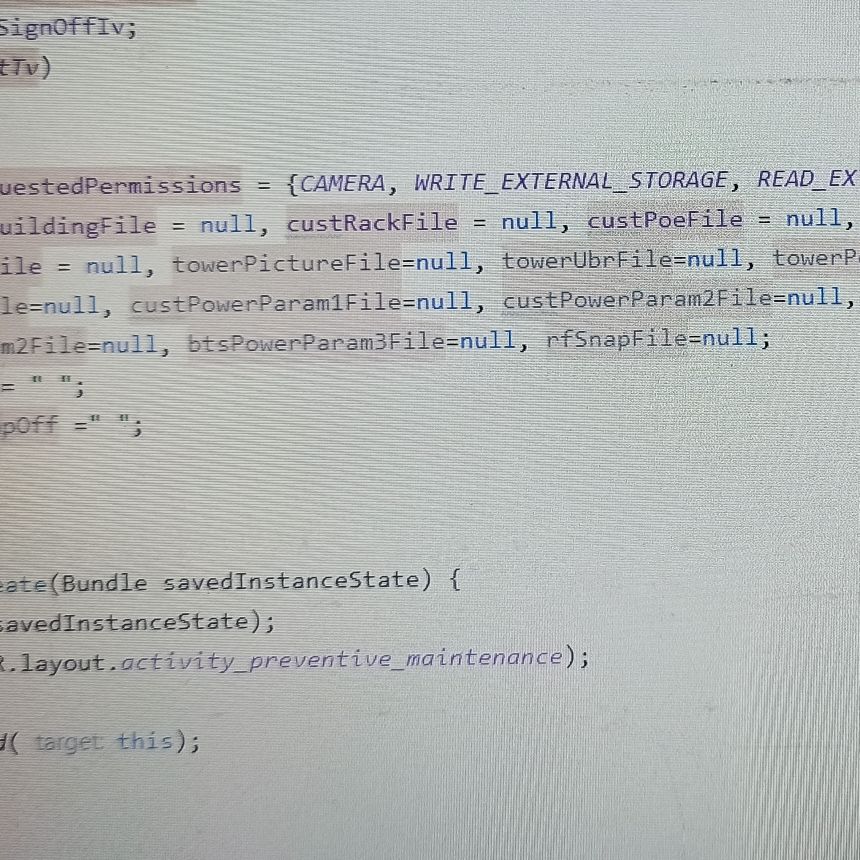 SignOffIv;
tTv)
uestedPermissions = {CAMERA, WRITE_EXTERNAL_STORAGE, READ_EX
uildingFile = null, custRackFile = null, custPoeFile = null,
ile = null, towerPictureFile=null, towerUbrFile=null, towerP
le=null, custPowerParam1File=null, custPowerParam2File=null,
m2File=null, btsPowerParam3File=null, rfSnapFile=null;
= " ";
pOff =" ";
eate(Bundle savedInstanceState) {
savedInstanceState);
R.layout.activity_preventive_maintenance);
d( target: this);